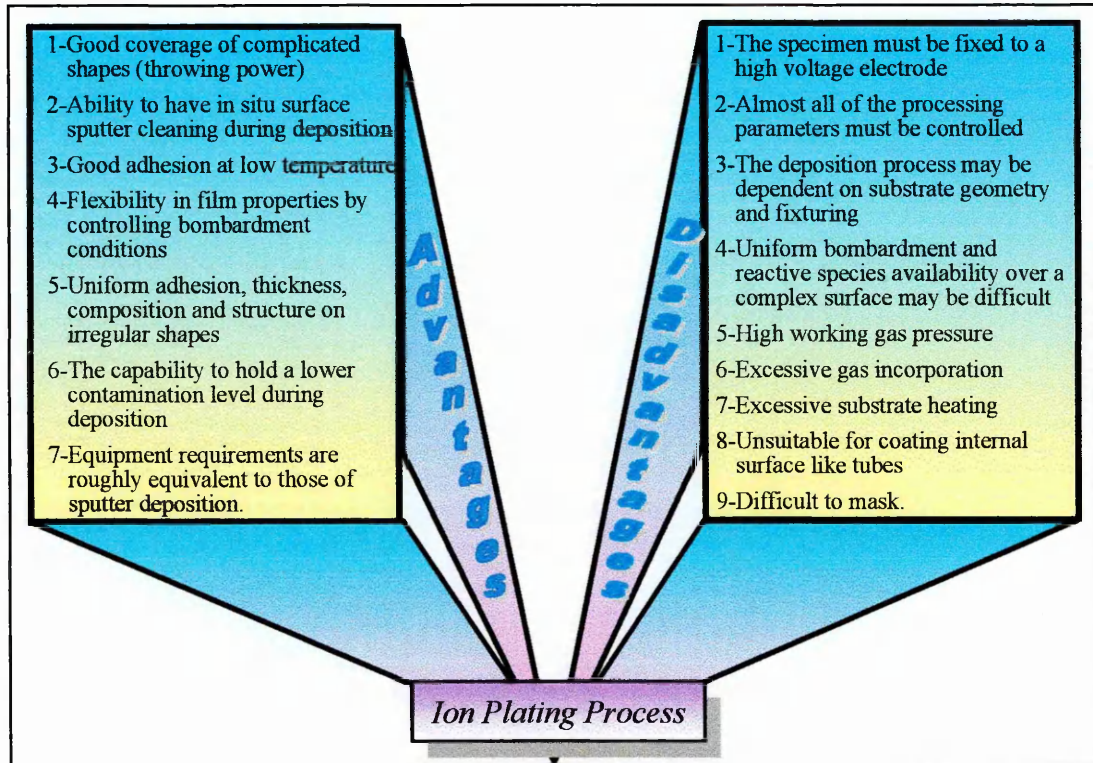 1-Good coverage of complicated
shapes (throwing power)
2-Ability to have in situ surface
sputter cleaning during deposition
3-Good adhesion at low temperature
4-Flexibility in film properties by
controlling bombardment
conditions
5-Uniform adhesion, thickness,
composition and structure on
irregular shapes
6-The capability to hold a lower
contamination level during
deposition
7-Equipment requirements are
roughly equivalent to those of
sputter deposition.
Advantages
Disadvantages
1-The specimen must be fixed to a
high voltage electrode
2-Almost all of the processing
parameters must be controlled
3-The deposition process may be
dependent on substrate geometry
and fixturing
4-Uniform bombardment and
reactive species availability over a
complex surface may be difficult
5-High working gas pressure
6-Excessive gas incorporation
7-Excessive substrate heating
8-Unsuitable for coating internal
surface like tubes
9-Difficult to mask.
Ion Plating Process